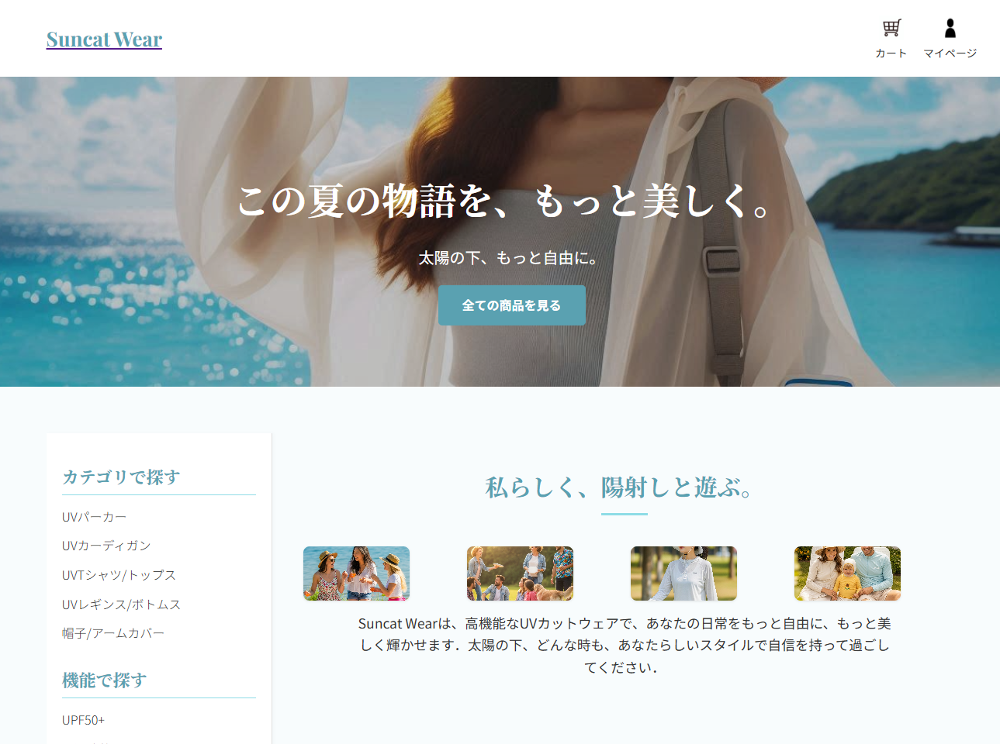 Suncat Wear
カート
マイページ
この夏の物語を、もっと美しく。
太陽の下、もっと自由に。
全ての商品を見る
カテゴリで探す
UVパーカー
UVカーディガン
UVTシャツ/トップス
UVレギンス/ボトムス
帽子/アームカバー
機能で探す
UPF50+
私らしく、陽射しと遊ぶ。
Suncat Wearは、高機能なUVカットウェアで、あなたの日常をもっと自由に、もっと美
しく輝かせます．太陽の下、どんな時も、あなたらしいスタイルで自信を持って過ごし
てください．